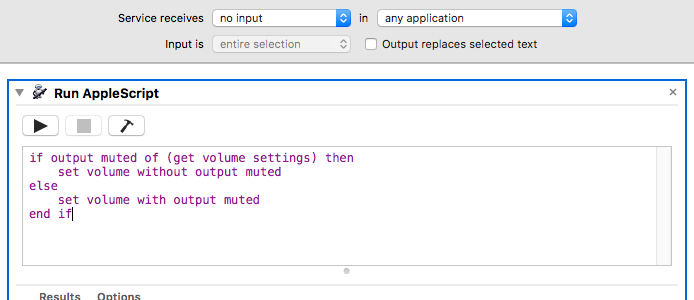 Service receives no input in any application
Input is entire selection Output replaces selected text
Run AppleScript
if output muted of (get volume settings) then
    set volume without output muted
else
    set volume with output muted
end if
Results Options